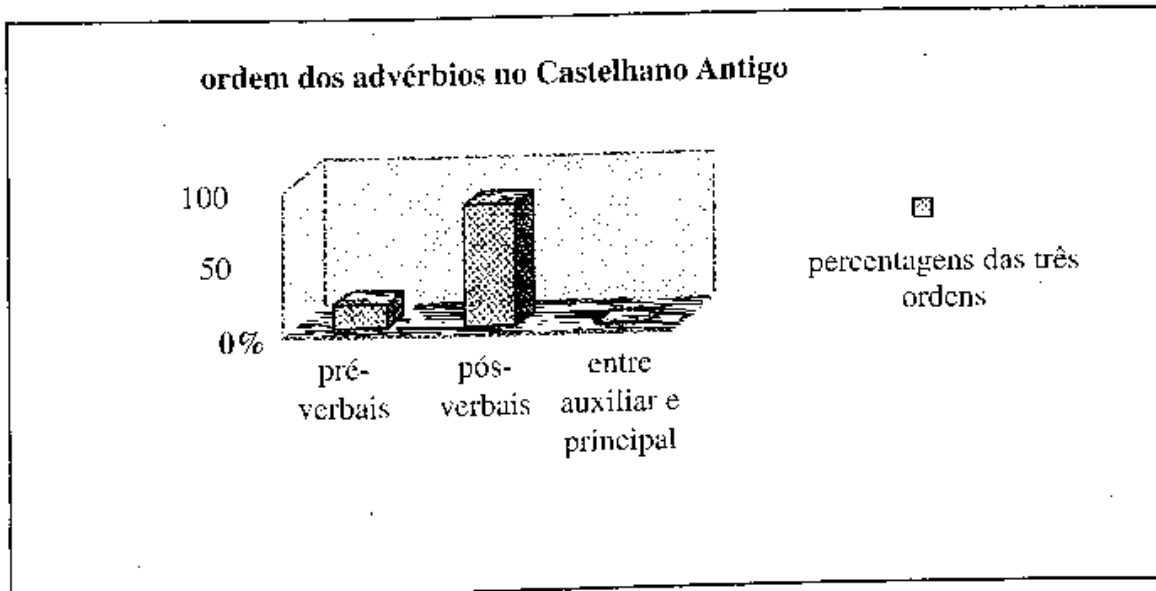 ordem dos advérbios no Castelhano Antigo
100
50
0%
pré-
verbais
pós-
verbais
entre
auxiliar e
principal
percentagens das três
ordens